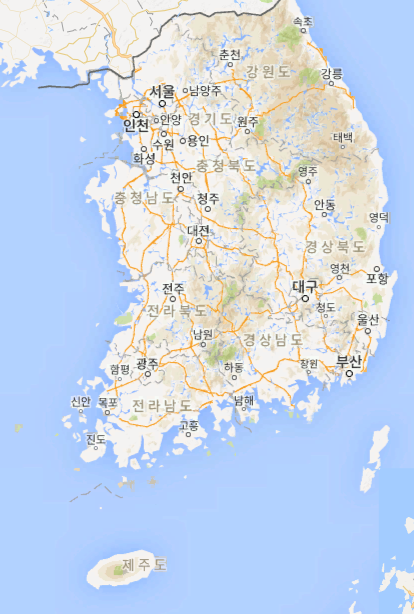 속초
춘천
강원도
강릉
서울
남양주
인천
안양
경기도
원주
수원
용인
태백
화성
충청북도
천안
영주
충청남도
청주
안동
영덕
대전
경상북도
영천
포항
전주
대구
청도
전라북도
울산
남원
경상남도
함평
광주
하동
창원
부산
신안
목포
전라남도
남해
고흥
진도
제주도